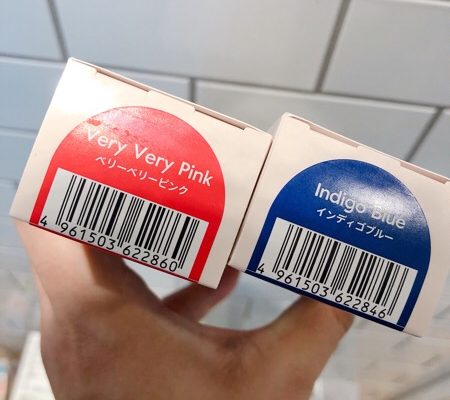 Very Very Pink
ベリーベリーピンク
4 961503 622860
Indigo Blue
インディゴブルー
4 961503 622846